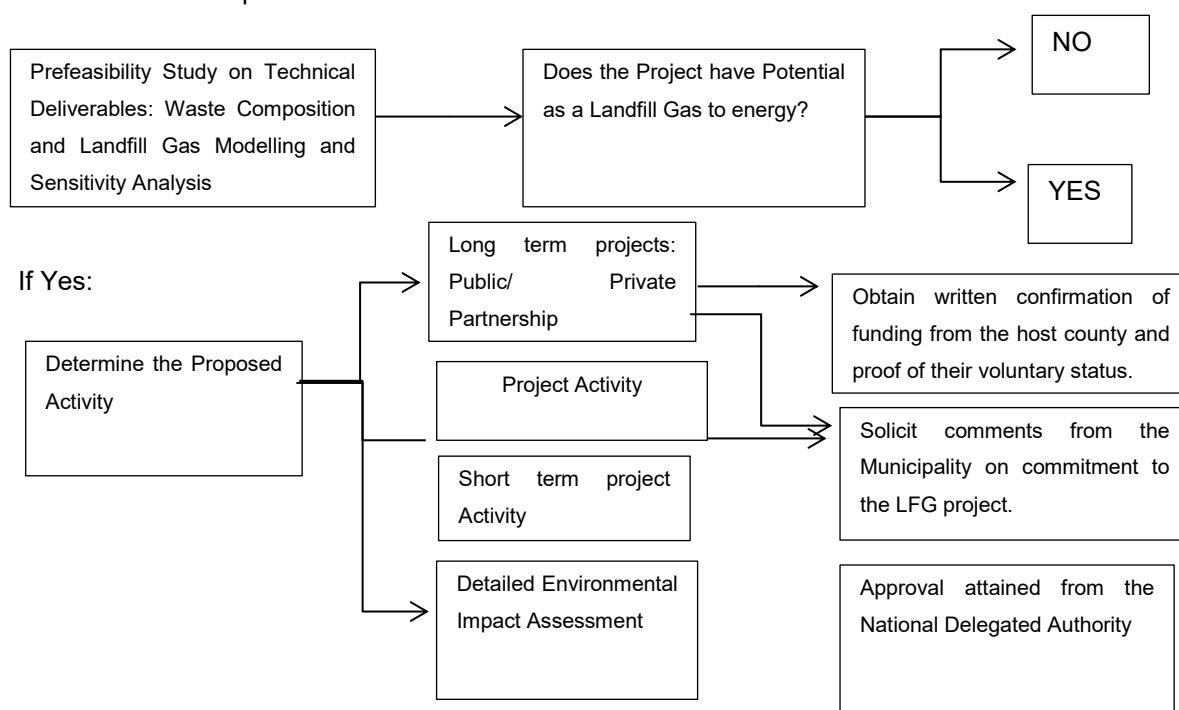 Prefeasibility Study on Technical
Deliverables: Waste Composition
and Landfill Gas Modelling and
Sensitivity Analysis
Does the Project have Potential
as a Landfill Gas to energy?
NO
YES
If Yes:
Determine the Proposed
Activity
Long term projects:
Public/ Private
Partnership
Project Activity
Short term project
Activity
Detailed Environmental
Impact Assessment
Obtain written confirmation of
funding from the host county and
proof of their voluntary status.
Solicit comments from the
Municipality on commitment to
the LFG project.
Approval attained from the
National Delegated Authority